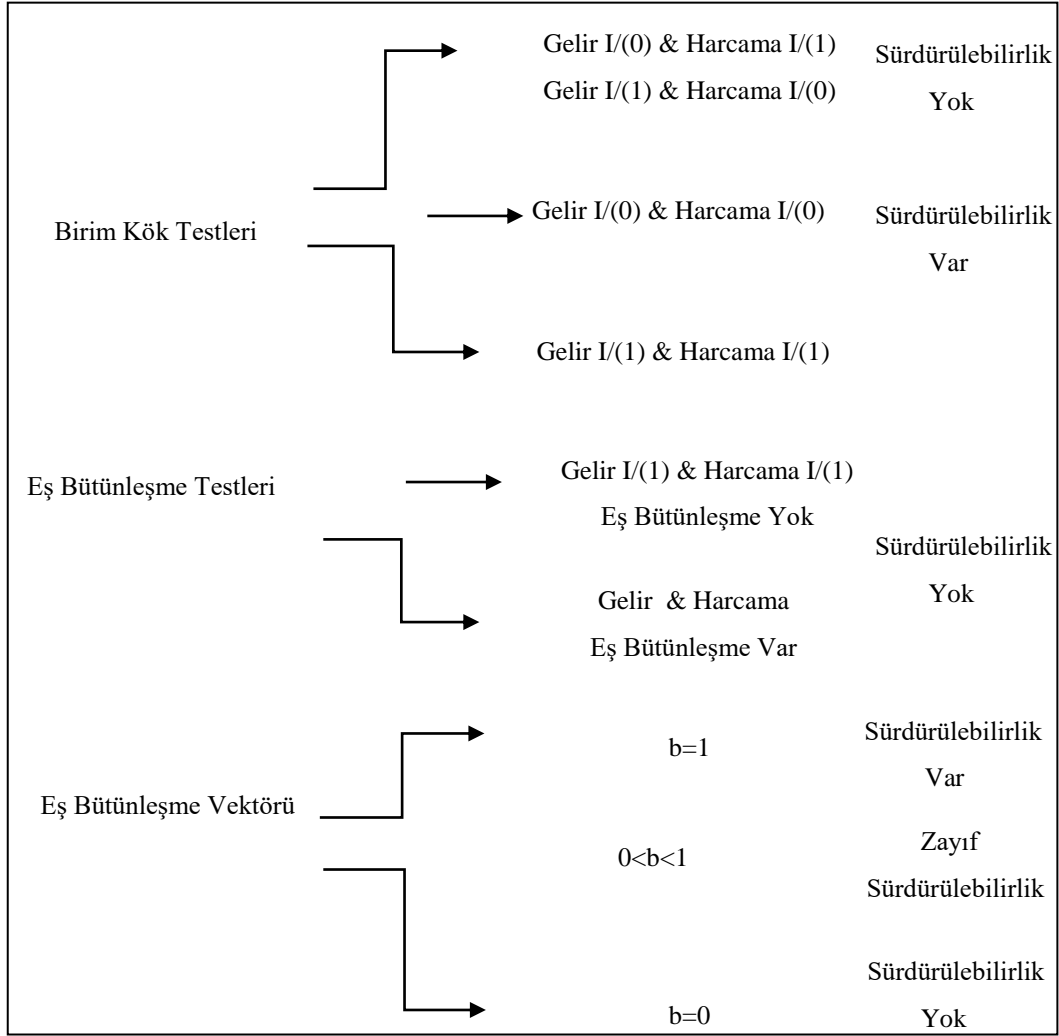 Gelir I/(0) & Harcama I/(1)
Gelir I/(1) & Harcama I/(0)
Sürdürülebilirlik
Yok
Birim Kök Testleri
Gelir I/(0) & Harcama I/(0)
Sürdürülebilirlik
Var
Gelir I/(1) & Harcama I/(1)
Eş Bütünleşme Testleri
Gelir I/(1) & Harcama I/(1)
Eş Bütünleşme Yok
Sürdürülebilirlik
Yok
Gelir & Harcama
Eş Bütünleşme Var
Eş Bütünleşme Vektörü
b=1
Sürdürülebilirlik
Var
0<b<1
Zayıf
Sürdürülebilirlik
b=0
Sürdürülebilirlik
Yok